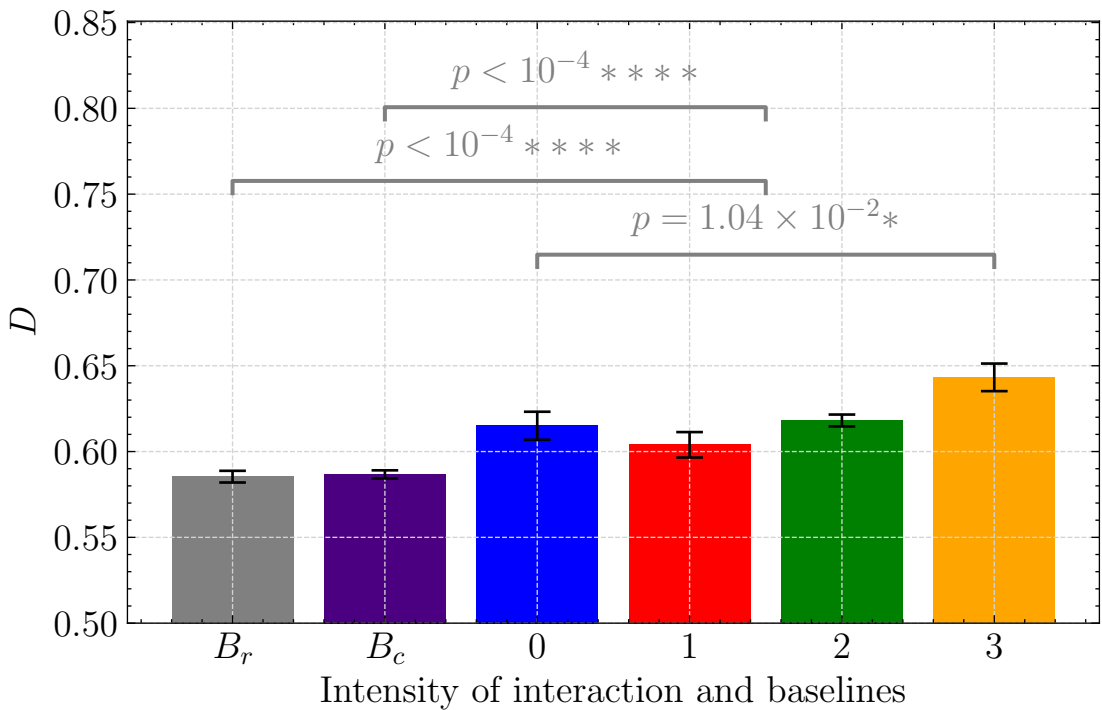 0.85
p < 10⁻⁴ ∗ ∗ ∗ ∗
0.80
p < 10⁻⁴ ∗ ∗ ∗ ∗
0.75
p = 1.04 × 10⁻²∗
0.70
D
0.65
0.60
0.55
0.50
B_r B_c 0 1 2 3
Intensity of interaction and baselines